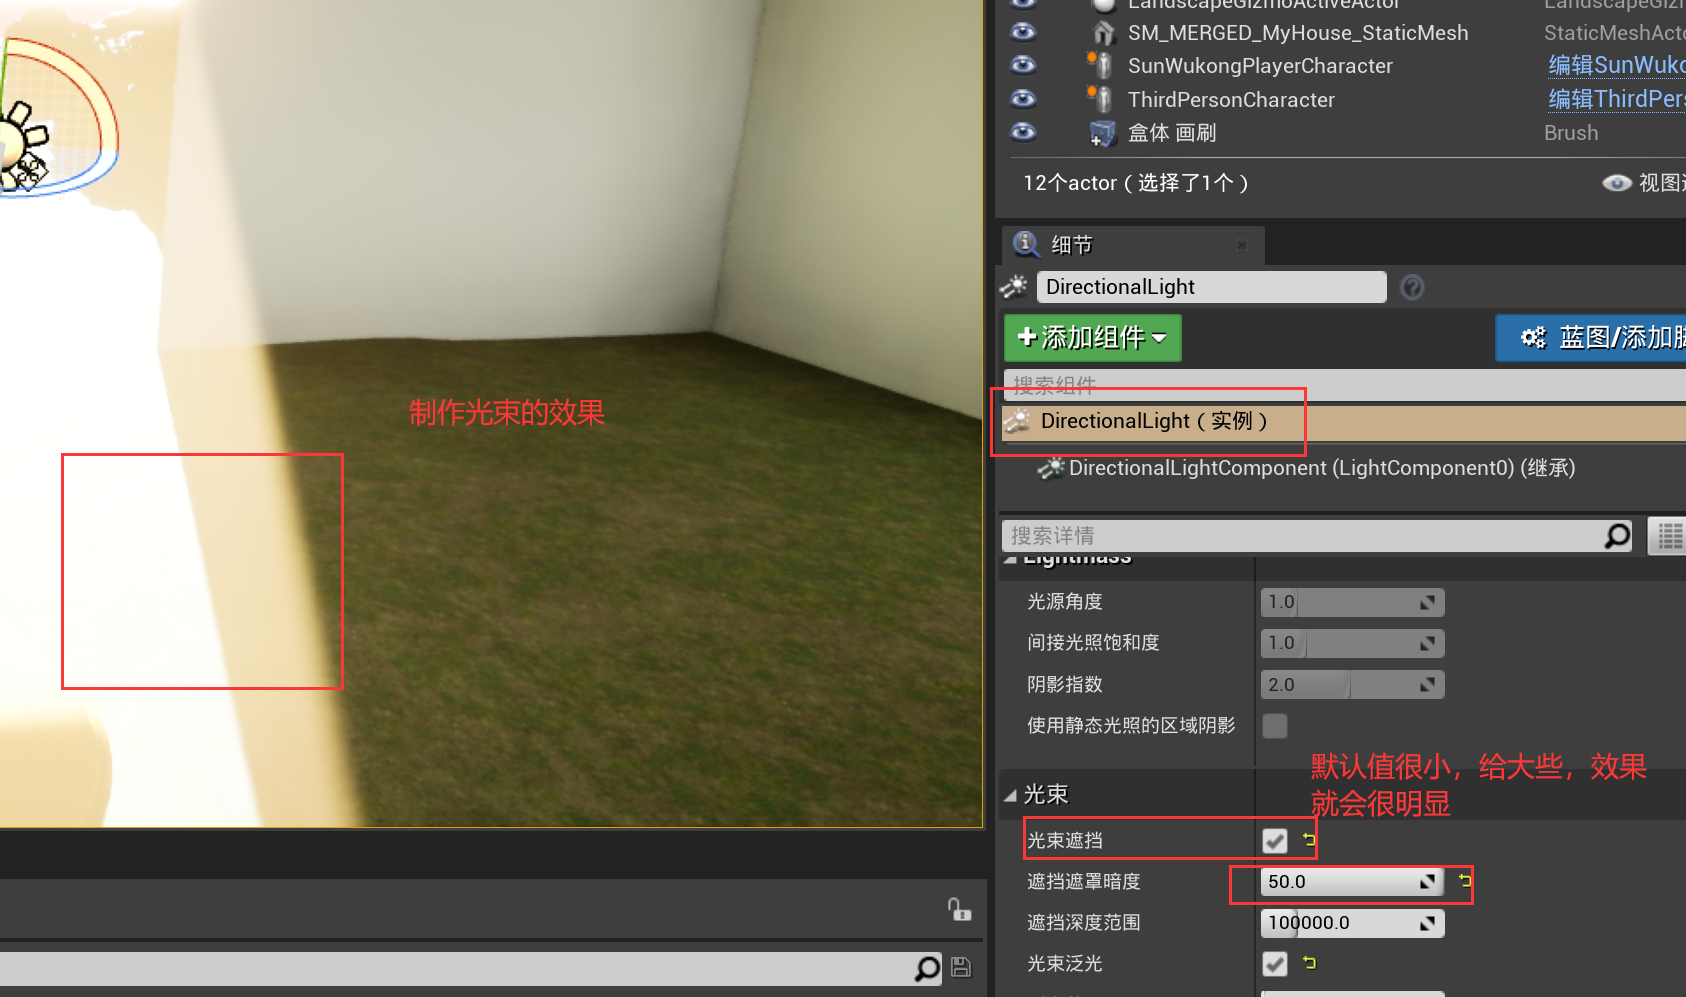 LandscapeGizmoActiveActor
LandscapeGizm
SM_MERGED_MyHouse_StaticMesh
StaticMeshActo
SunWukongPlayerCharacter
编辑SunWuko
ThirdPersonCharacter
编辑ThirdPers
盒体 画刷
Brush
12个actor（选择了1个）
视图选
细节
DirectionalLight
添加组件
蓝图/添加脚
搜索组件
DirectionalLight（实例）
DirectionalLightComponent (LightComponent0) (继承)
搜索详情
Lightmass
光源角度
1.0
间接光照饱和度
1.0
阴影指数
2.0
使用静态光照的区域阴影
默认值很小，给大些，效果
就会很明显
光束
光束遮挡
遮挡遮罩暗度
50.0
遮挡深度范围
100000.0
光束泛光
制作光束的效果